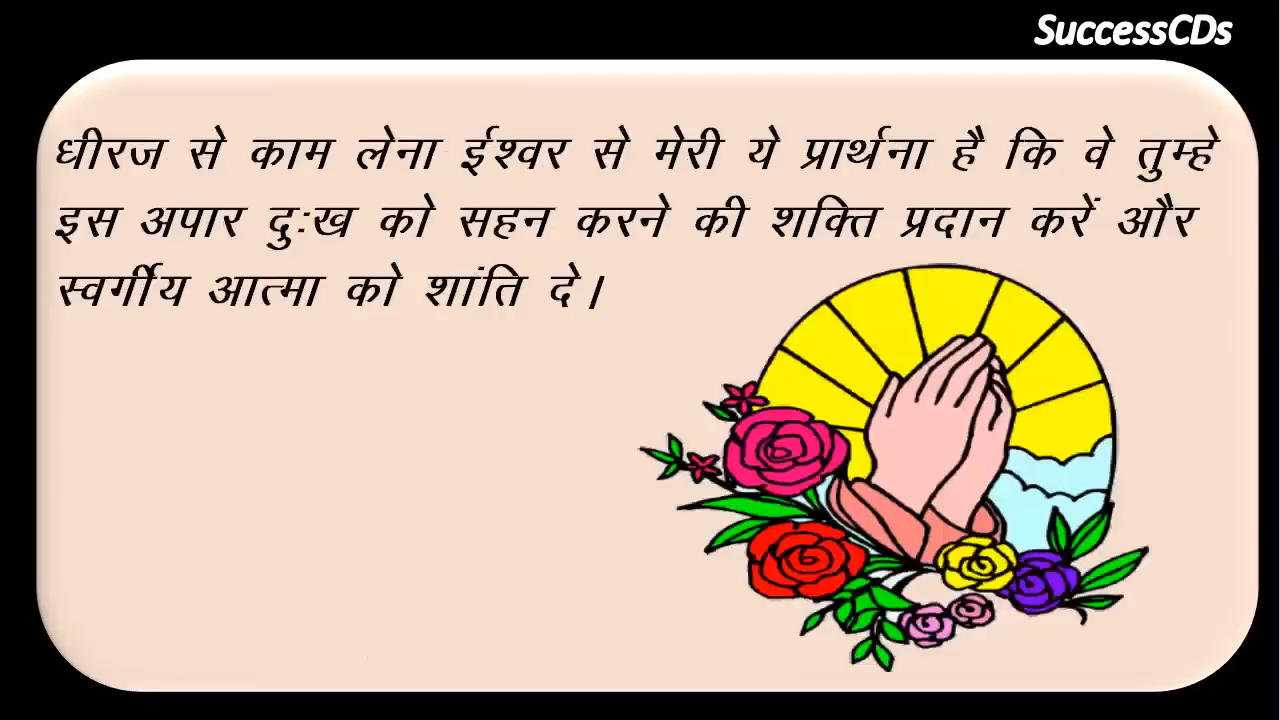 SuccessCDs
धीरज से काम लेना ईश्वर से मेरी ये प्रार्थना है कि वे तुम्हे
इस अपार दुःख को सहन करने की शक्ति प्रदान करें और
स्वर्गीय आत्मा को शांति दे।